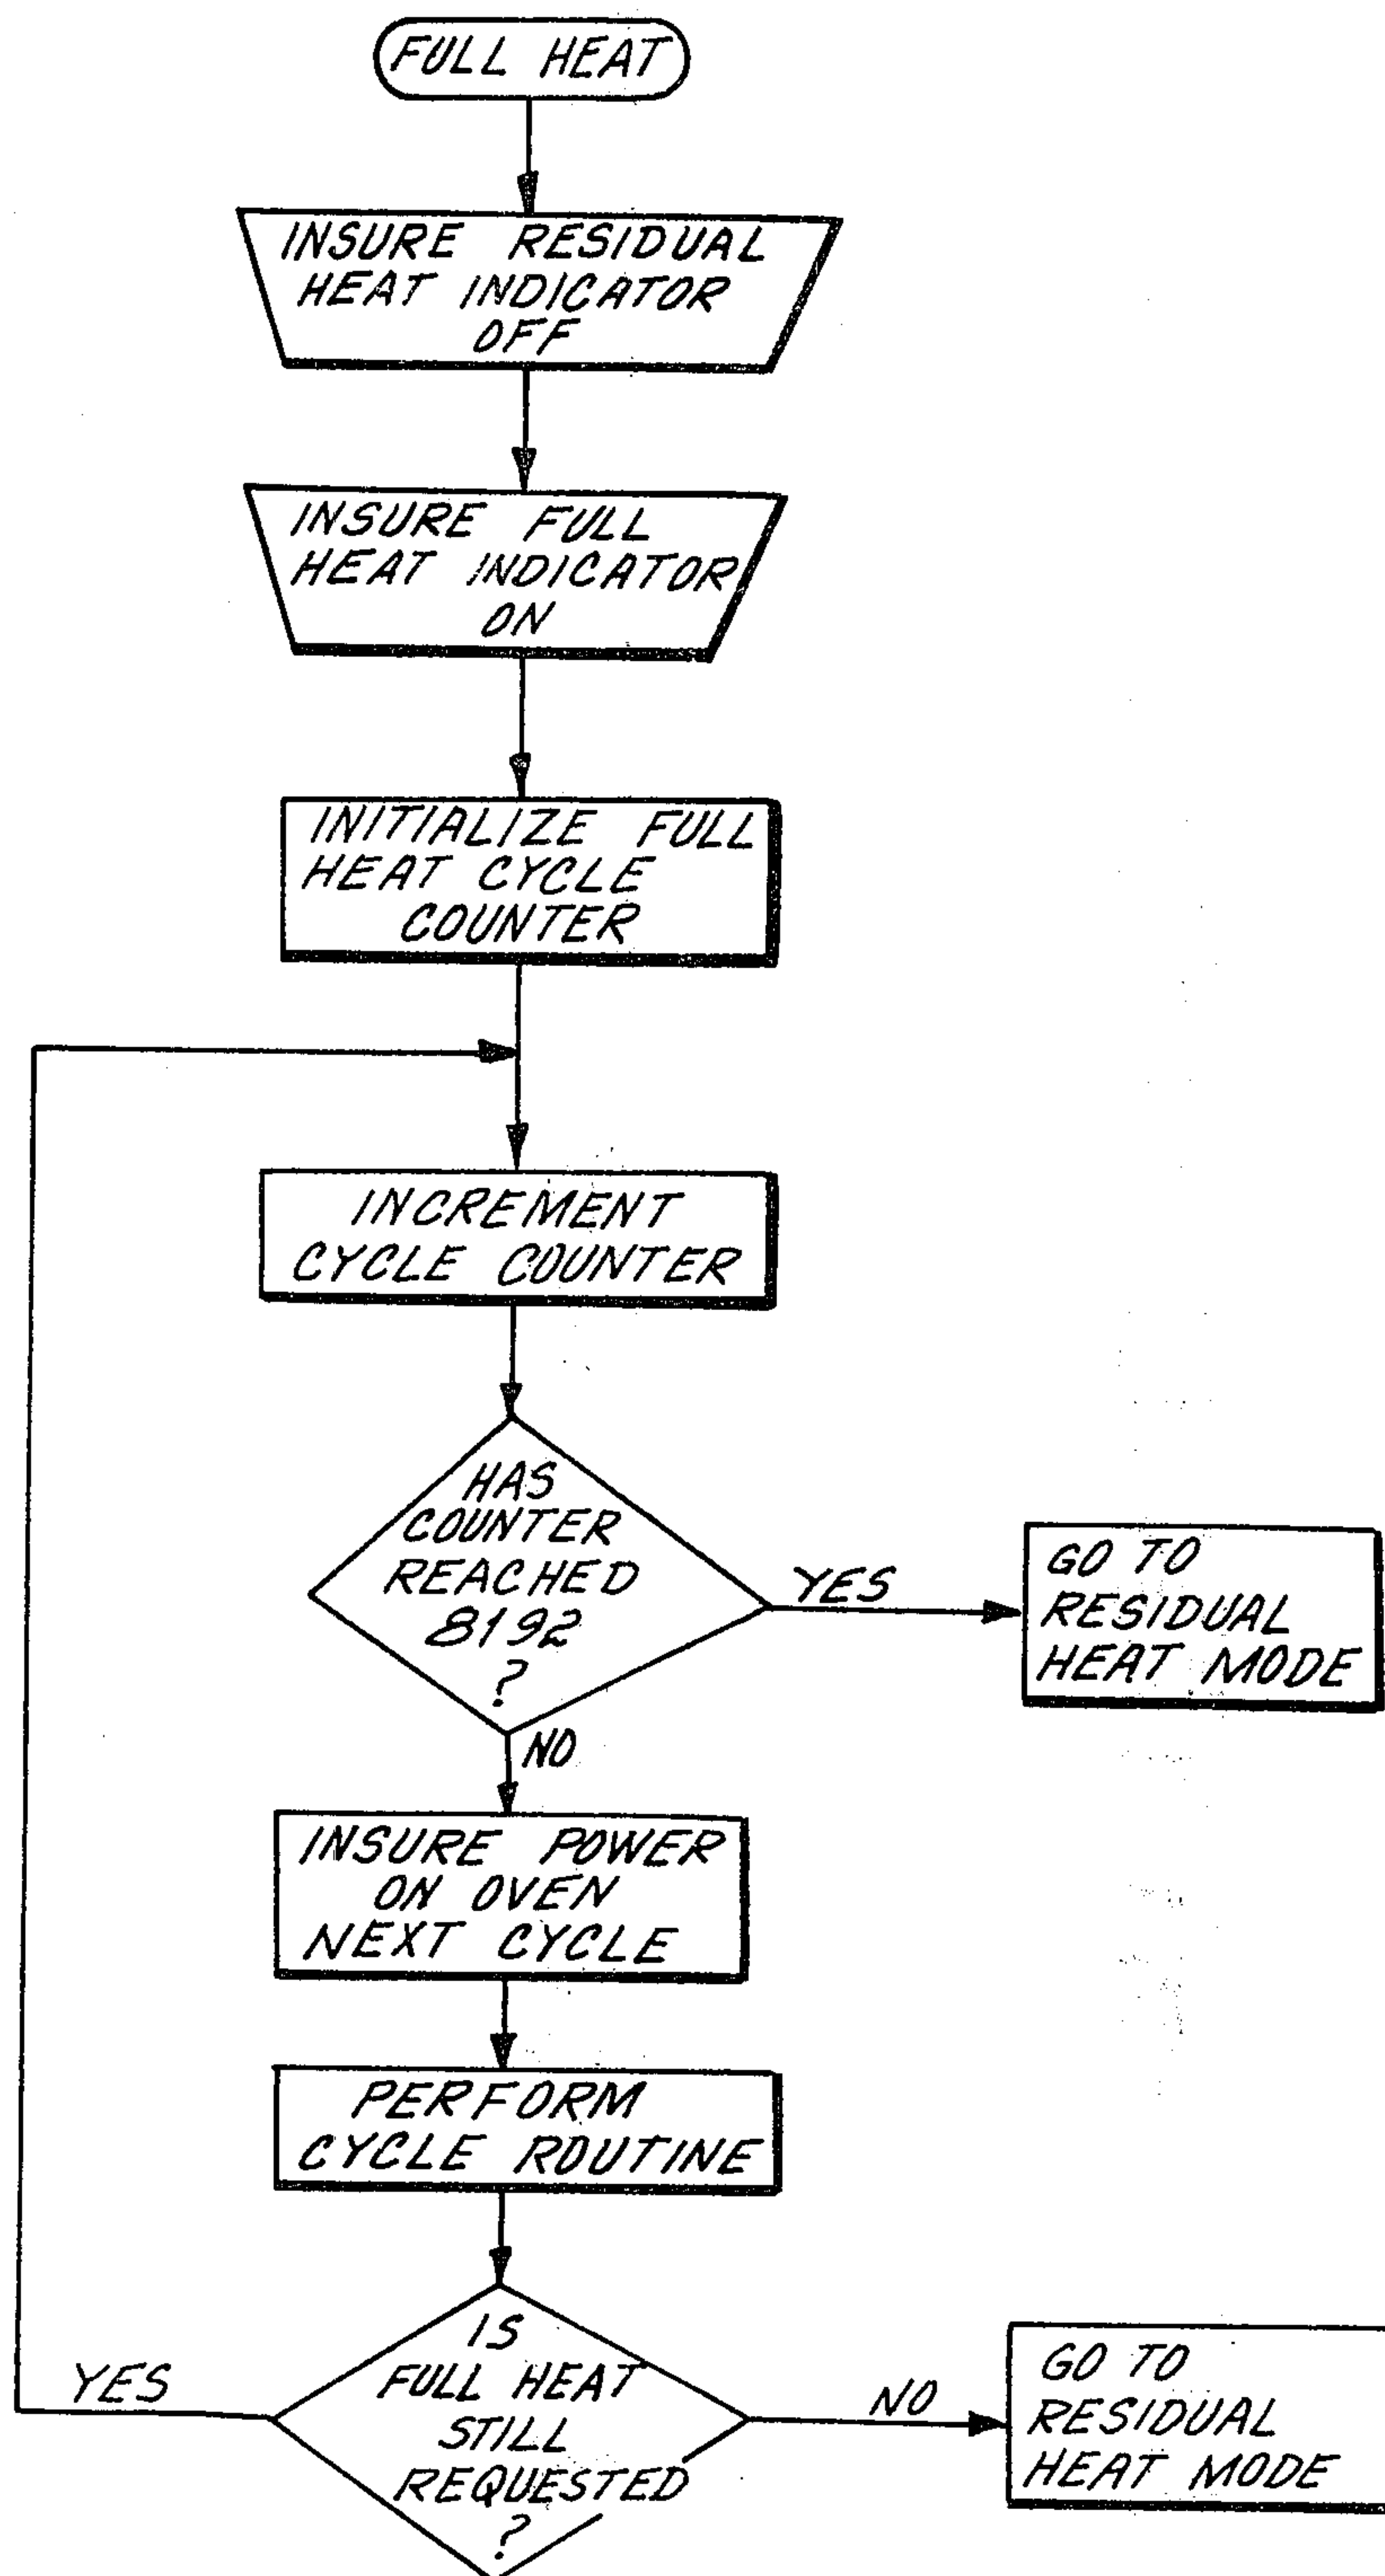 FULL HEAT
INSURE RESIDUAL
HEAT INDICATOR
OFF
INSURE FULL
HEAT INDICATOR
ON
INITIALIZE FULL
HEAT CYCLE
COUNTER
INCREMENT
CYCLE COUNTER
HAS
COUNTER
REACHED
8192
?
YES
GO TO
RESIDUAL
HEAT MODE
NO
INSURE POWER
ON OVEN
NEXT CYCLE
PERFORM
CYCLE ROUTINE
IS
FULL HEAT
STILL
REQUESTED
?
YES
NO
GO TO
RESIDUAL
HEAT MODE